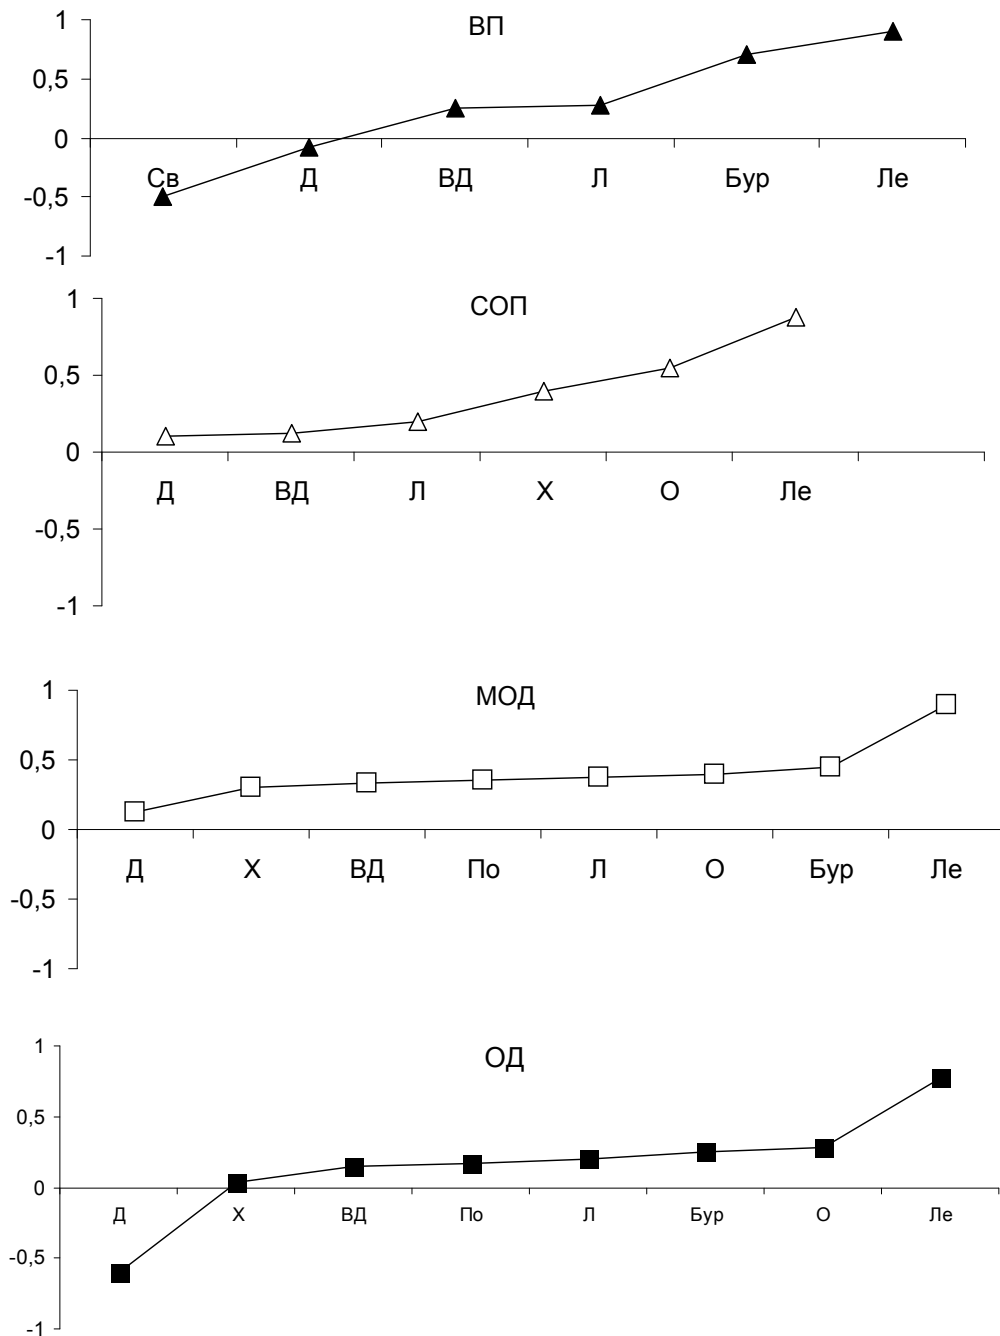 ВП
1
0,5
0
-0,5
-1
Св Д ВД Л Бур Ле
СОП
1
0,5
0
-0,5
-1
Д ВД Л Х О Ле
МОД
1
0,5
0
-0,5
-1
Д Х ВД По Л О Бур Ле
ОД
1
0,5
0
-0,5
-1
Д Х ВД По Л Бур О Ле